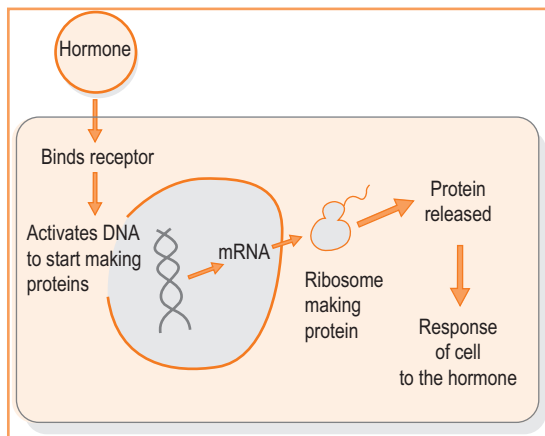 Hormone
Binds receptor
Activates DNA
to start making
proteins
mRNA
Ribosome
making
protein
Protein
released
Response
of cell
to the hormone